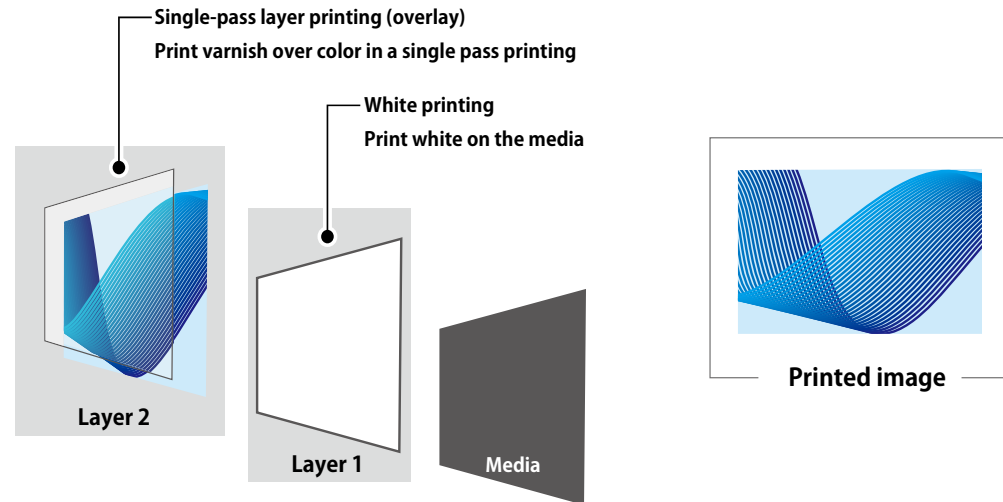 Single-pass layer printing (overlay)
Print varnish over color in a single pass printing
White printing
Print white on the media
Layer 2
Layer 1
Media
Printed image